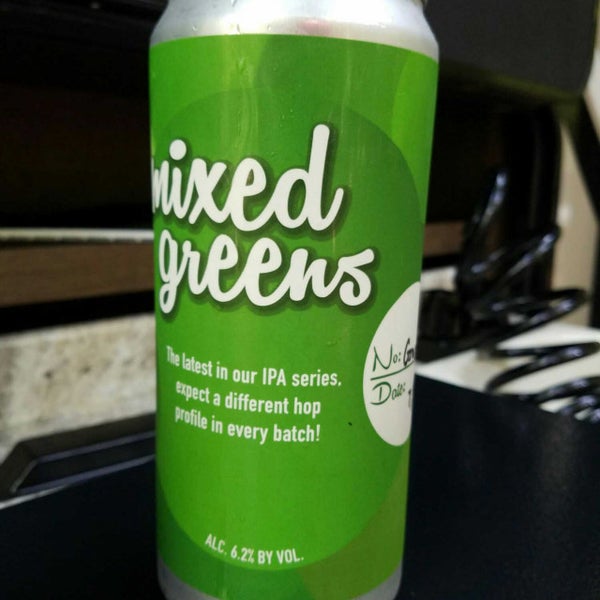 mixed
greens
The latest in our IPA series,
expect a different hop
profile in every batch!
No:
Date:
ALC. 6.2% BY VOL.